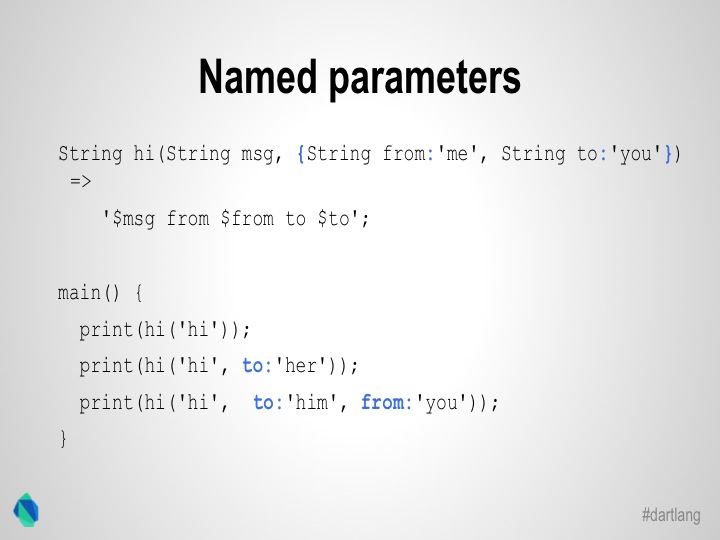 Named parameters
String hi(String msg, {String from:'me', String to:'you'})
=>
'$msg from $from to $to';
main() {
print(hi('hi'));
print(hi('hi', to:'her'));
print(hi('hi',  to:'him', from:'you'));
}
#dartlang